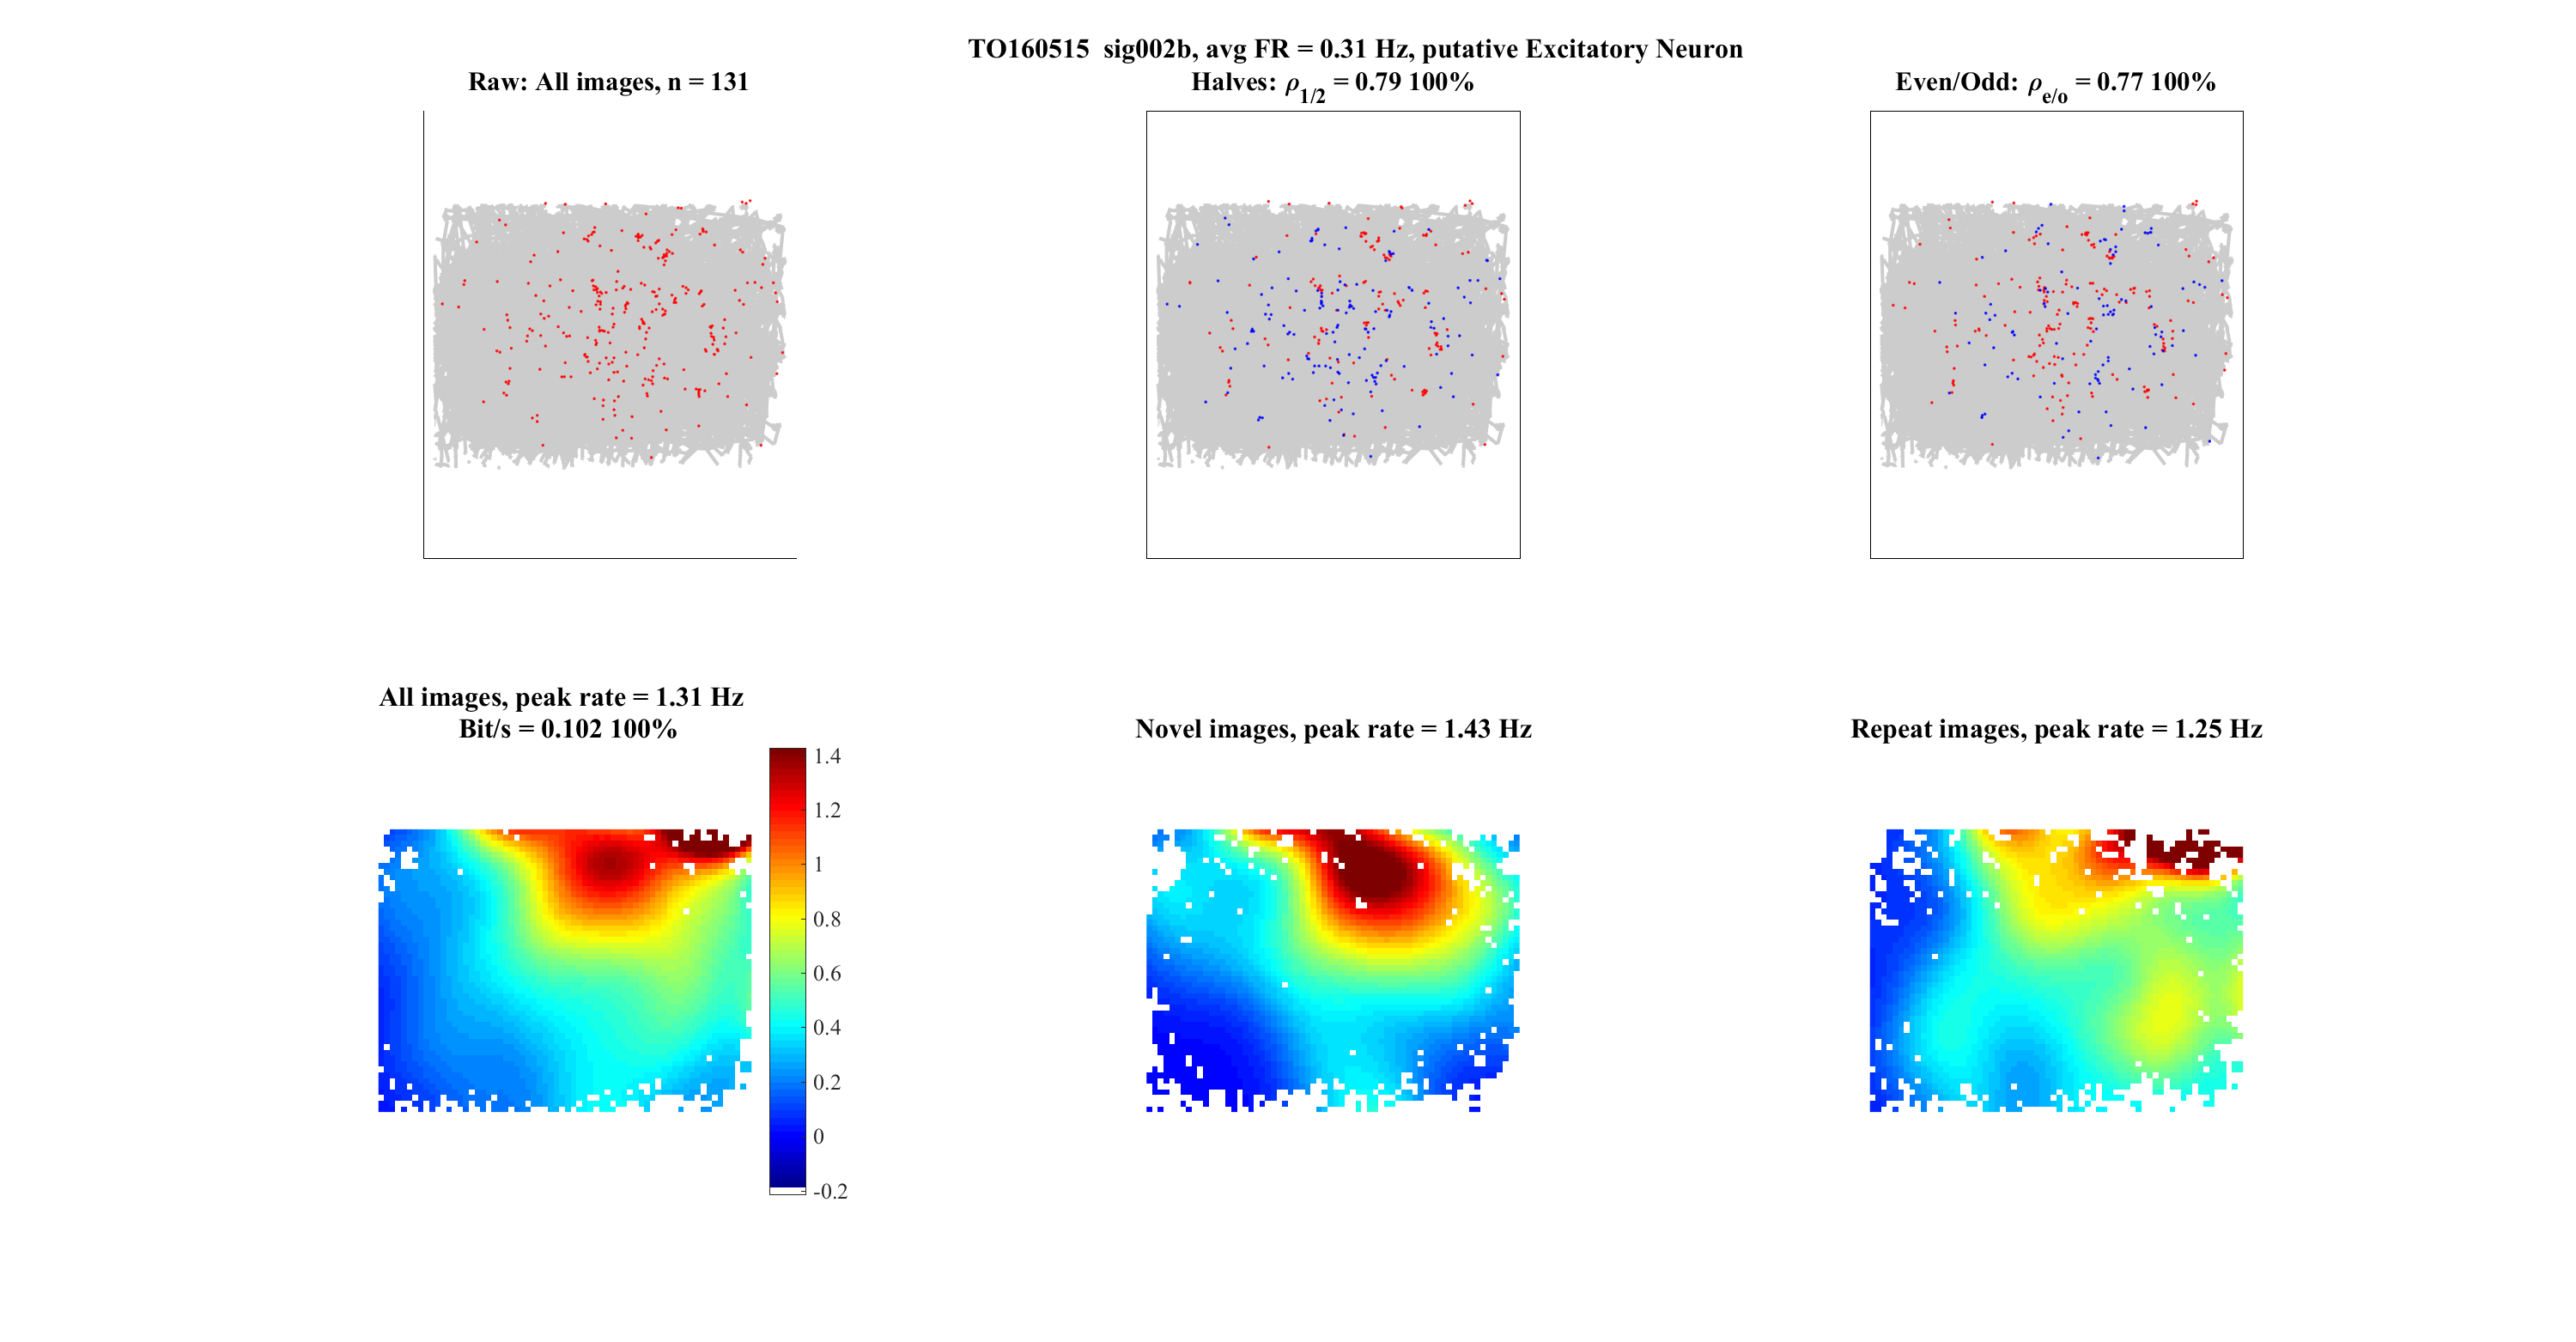 TO160515 sig002b, avg FR = 0.31 Hz, putative Excitatory Neuron
Raw: All images, n = 131
Halves: ρ1/2 = 0.79 100%
Even/Odd: ρe/o = 0.77 100%
All images, peak rate = 1.31 Hz
Bit/s = 0.102 100%
Novel images, peak rate = 1.43 Hz
Repeat images, peak rate = 1.25 Hz
1.4
1.2
1
0.8
0.6
0.4
0.2
0
-0.2